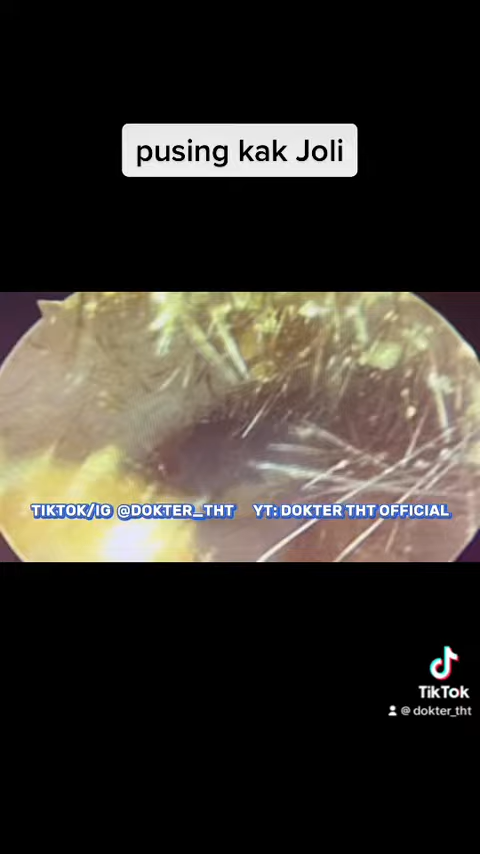 pusing kak Joli
TIKTOK/IG @DOKTER_THT YT: DOKTER THT OFFICIAL
TikTok
@ dokter_tht